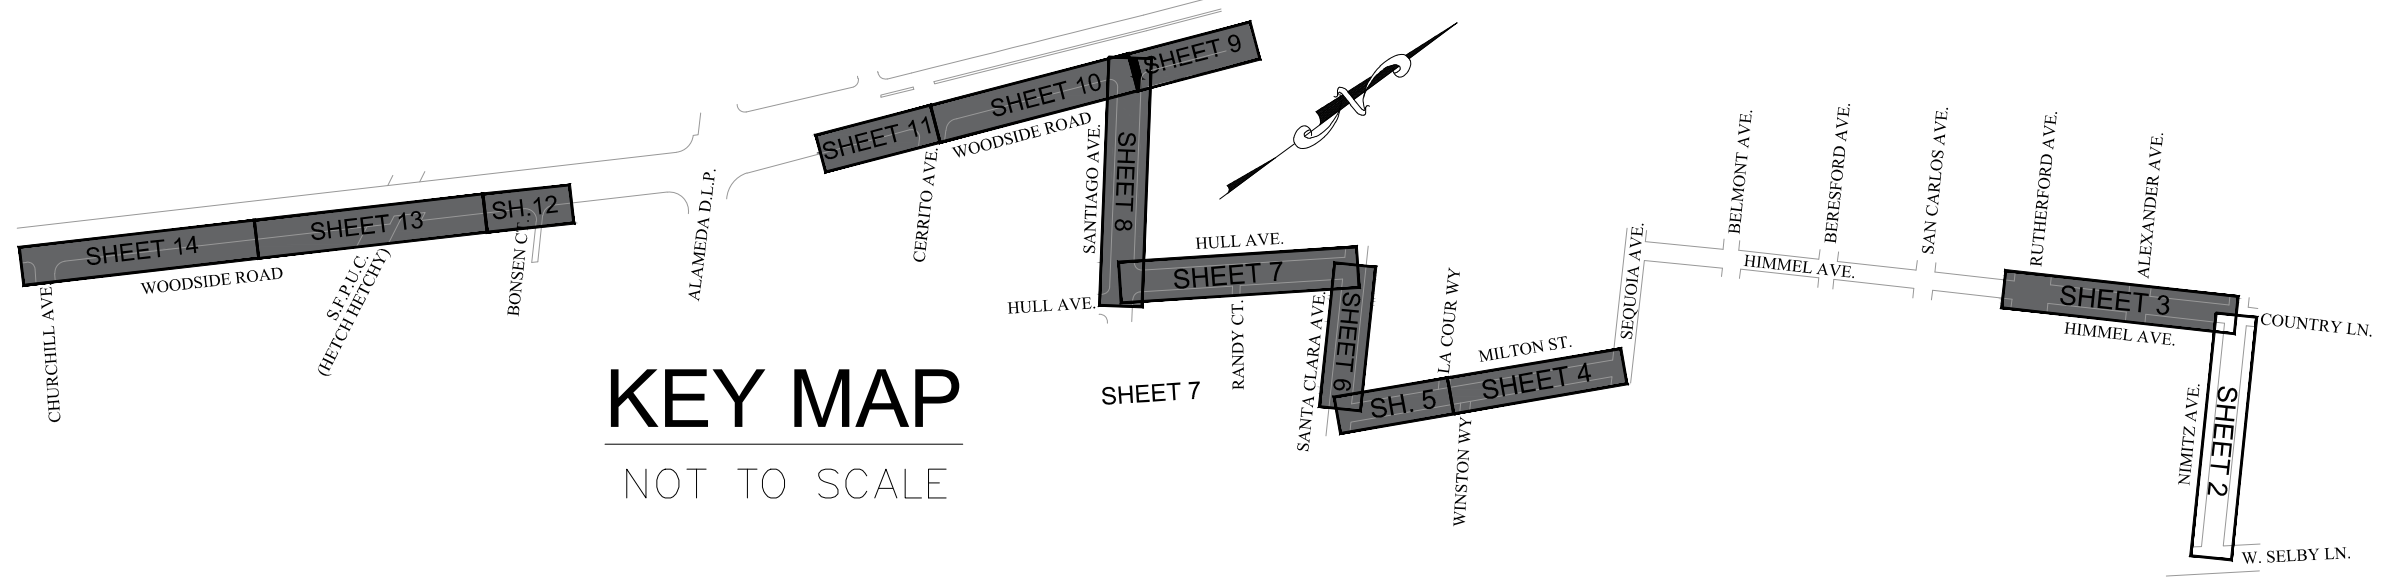 SHEET 9
SHEET 10
SHEET 11
WOODSIDE ROAD
CERRITO AVE.
SANTIAGO AVE.
SHEET 8
SH.12
SHEET 13
SHEET 14
WOODSIDE ROAD
CHURCHILL AVE.
S.F.P.U.C.
(HETCH HETCHY)
BONSEN CT.
ALAMEDA D.L.P.
HULL AVE.
SHEET 7
HULL AVE.
RANDY CT.
SANTA CLARA AVE.
SHEET 6
LA COUR WY
SHEET 7
SH. 5
WINSTON WY
MILTON ST.
SHEET 4
SEQUOIA AVE.
BELMONT AVE.
BERESFORD AVE.
SAN CARLOS AVE.
RUTHERFORD AVE.
ALEXANDER AVE.
HIMMEL AVE.
SHEET 3
HIMMEL AVE.
COUNTRY LN.
NIMITZ AVE.
SHEET 2
W. SELBY LN.
KEY MAP
NOT TO SCALE